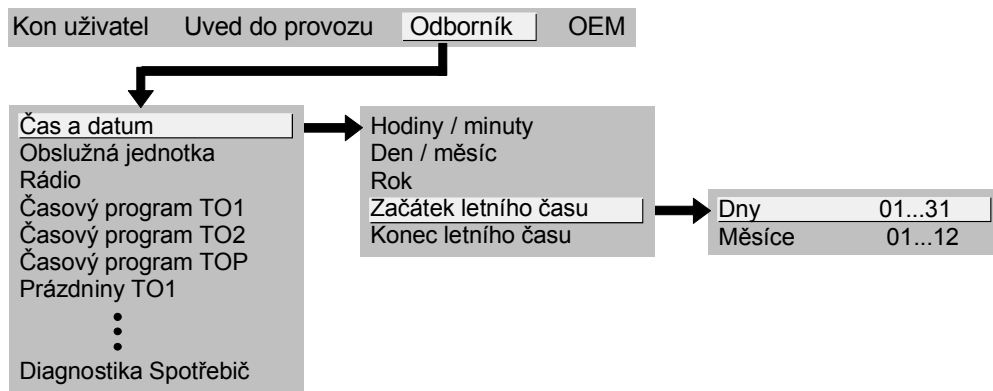 Kon uživatel Uved do provozu Odborník OEM
Čas a datum
Obslužná jednotka
Rádio
Časový program TO1
Časový program TO2
Časový program TOP
Prázdniny TO1
Diagnostika Spotřebič
Hodiny / minuty
Den / měsíc
Rok
Začátek letního času
Konec letního času
Dny 01...31
Měsíce 01...12